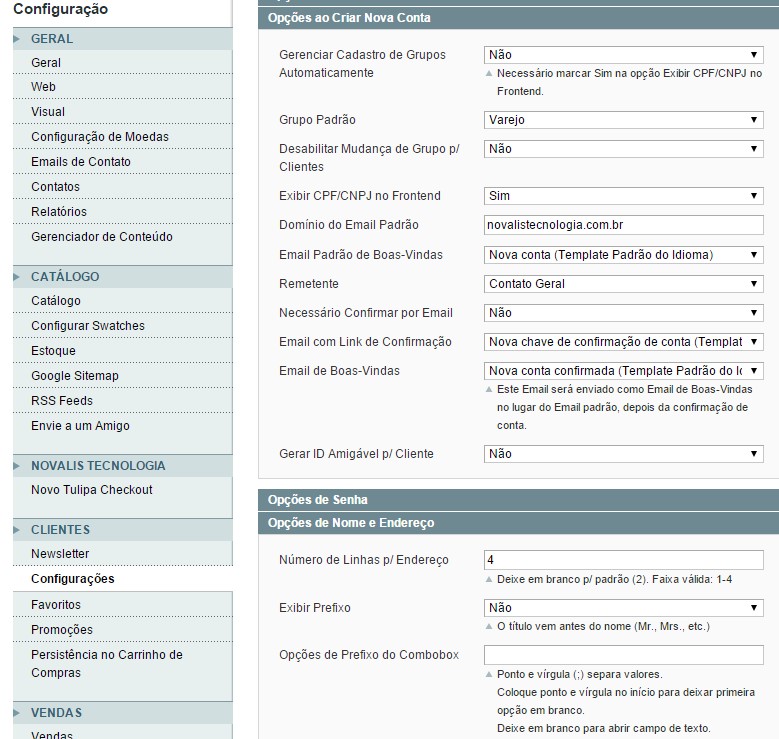 Configuração
GERAL
Geral
Web
Visual
Configuração de Moedas
Emails de Contato
Contatos
Relatórios
Gerenciador de Conteúdo
CATÁLOGO
Catálogo
Configurar Swatches
Estoque
Google Sitemap
RSS Feeds
Envie a um Amigo
NOVALIS TECNOLOGIA
Novo Tulipa Checkout
CLIENTES
Newsletter
Configurações
Favoritos
Promoções
Persistência no Carrinho de
Compras
VENDAS
Vendas
Opções ao Criar Nova Conta
Gerenciar Cadastro de Grupos
Automaticamente
Não
Necessário marcar Sim na opção Exibir CPF/CNPJ no
Frontend.
Grupo Padrão
Varejo
Desabilitar Mudança de Grupo p/
Clientes
Não
Exibir CPF/CNPJ no Frontend
Sim
Domínio do Email Padrão
novalistecnologia.com.br
Email Padrão de Boas-Vindas
Nova conta (Template Padrão do Idioma)
Remetente
Contato Geral
Necessário Confirmar por Email
Não
Email com Link de Confirmação
Nova chave de confirmação de conta (Templat
Email de Boas-Vindas
Nova conta confirmada (Template Padrão do Ic
Este Email será enviado como Email de Boas-Vindas
no lugar do Email padrão, depois da confirmação de
conta.
Gerar ID Amigável p/ Cliente
Não
Opções de Senha
Opções de Nome e Endereço
Número de Linhas p/ Endereço
4
Deixe em branco p/ padrão (2). Faixa válida: 1-4
Exibir Prefixo
Não
O título vem antes do nome (Mr., Mrs., etc.)
Opções de Prefixo do Combobox
Ponto e vírgula (;) separa valores.
Coloque ponto e vírgula no início para deixar primeira
opção em branco.
Deixe em branco para abrir campo de texto.